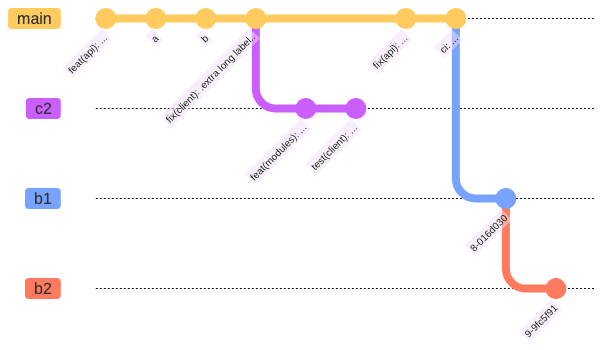 main
feat(api): ...
a
b
fix(client): .extra long label..
fix(api): ...
ci: ...
c2
feat(modules): ...
test(client): ...
b1
8-016d030
b2
9-9fc5f91